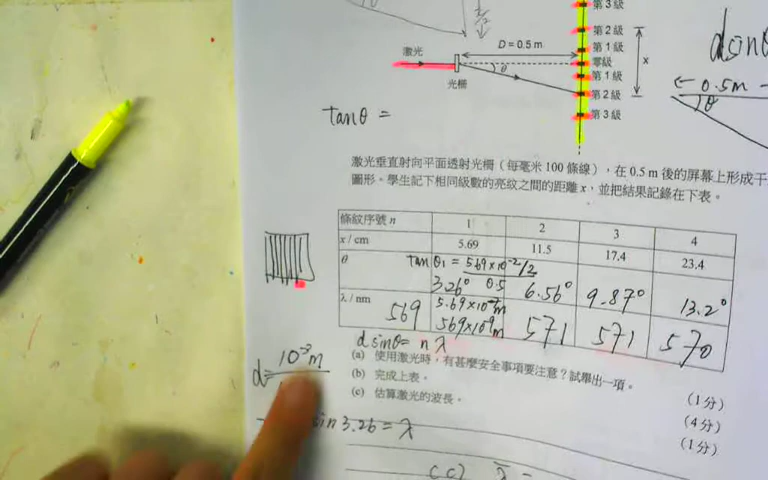 第3級
第2級
第1級
零級
第1級
第2級
第3級
x
D = 0.5 m
激光
θ
光柵
dsinθ
0.5m
θ
tanθ =
激光垂直射向平面透射光柵（每毫米 100 條線），在 0.5 m 後的屏幕上形成干
圖形。學生記下相同級數的亮紋之間的距離 x，並把結果記錄在下表。
條紋序號 n 1 2 3 4
x / cm 5.69 11.5 17.4 23.4
θ tanθ₁ = 5.69×10⁻²/2
0.5
3.26° 6.56° 9.87° 13.2°
λ / nm 569 5.69×10⁻⁷m 571 571 570
569×10⁻⁹m
dsinθ= nλ
(a) 使用激光時，有甚麼安全事項要注意？試舉出一項。 (1 分)
(b) 完成上表。 (4 分)
(c) 估算激光的波長。 (1 分)
d= 10⁻³m
sin3.26 = λ
(c)